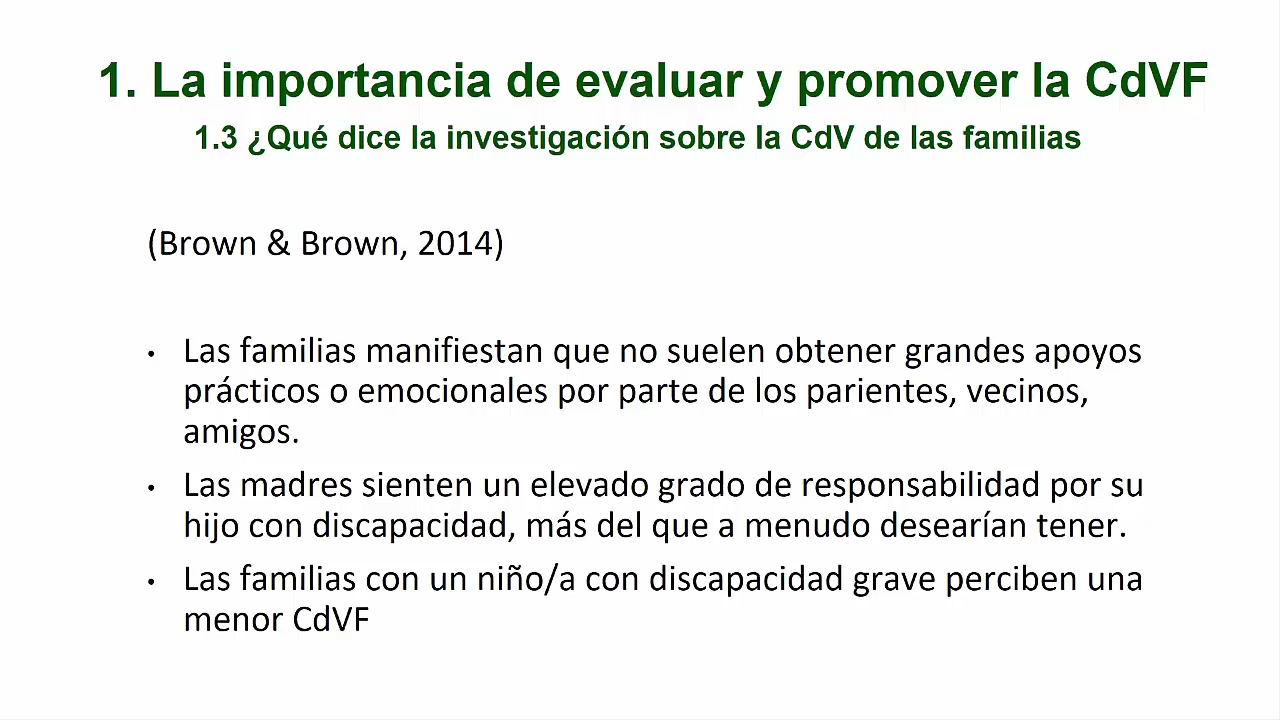 1. La importancia de evaluar y promover la CdVF
1.3 ¿Qué dice la investigación sobre la CdV de las familias
(Brown & Brown, 2014)
• Las familias manifiestan que no suelen obtener grandes apoyos
prácticos o emocionales por parte de los parientes, vecinos,
amigos.
• Las madres sienten un elevado grado de responsabilidad por su
hijo con discapacidad, más del que a menudo desearían tener.
• Las familias con un niño/a con discapacidad grave perciben una
menor CdVF